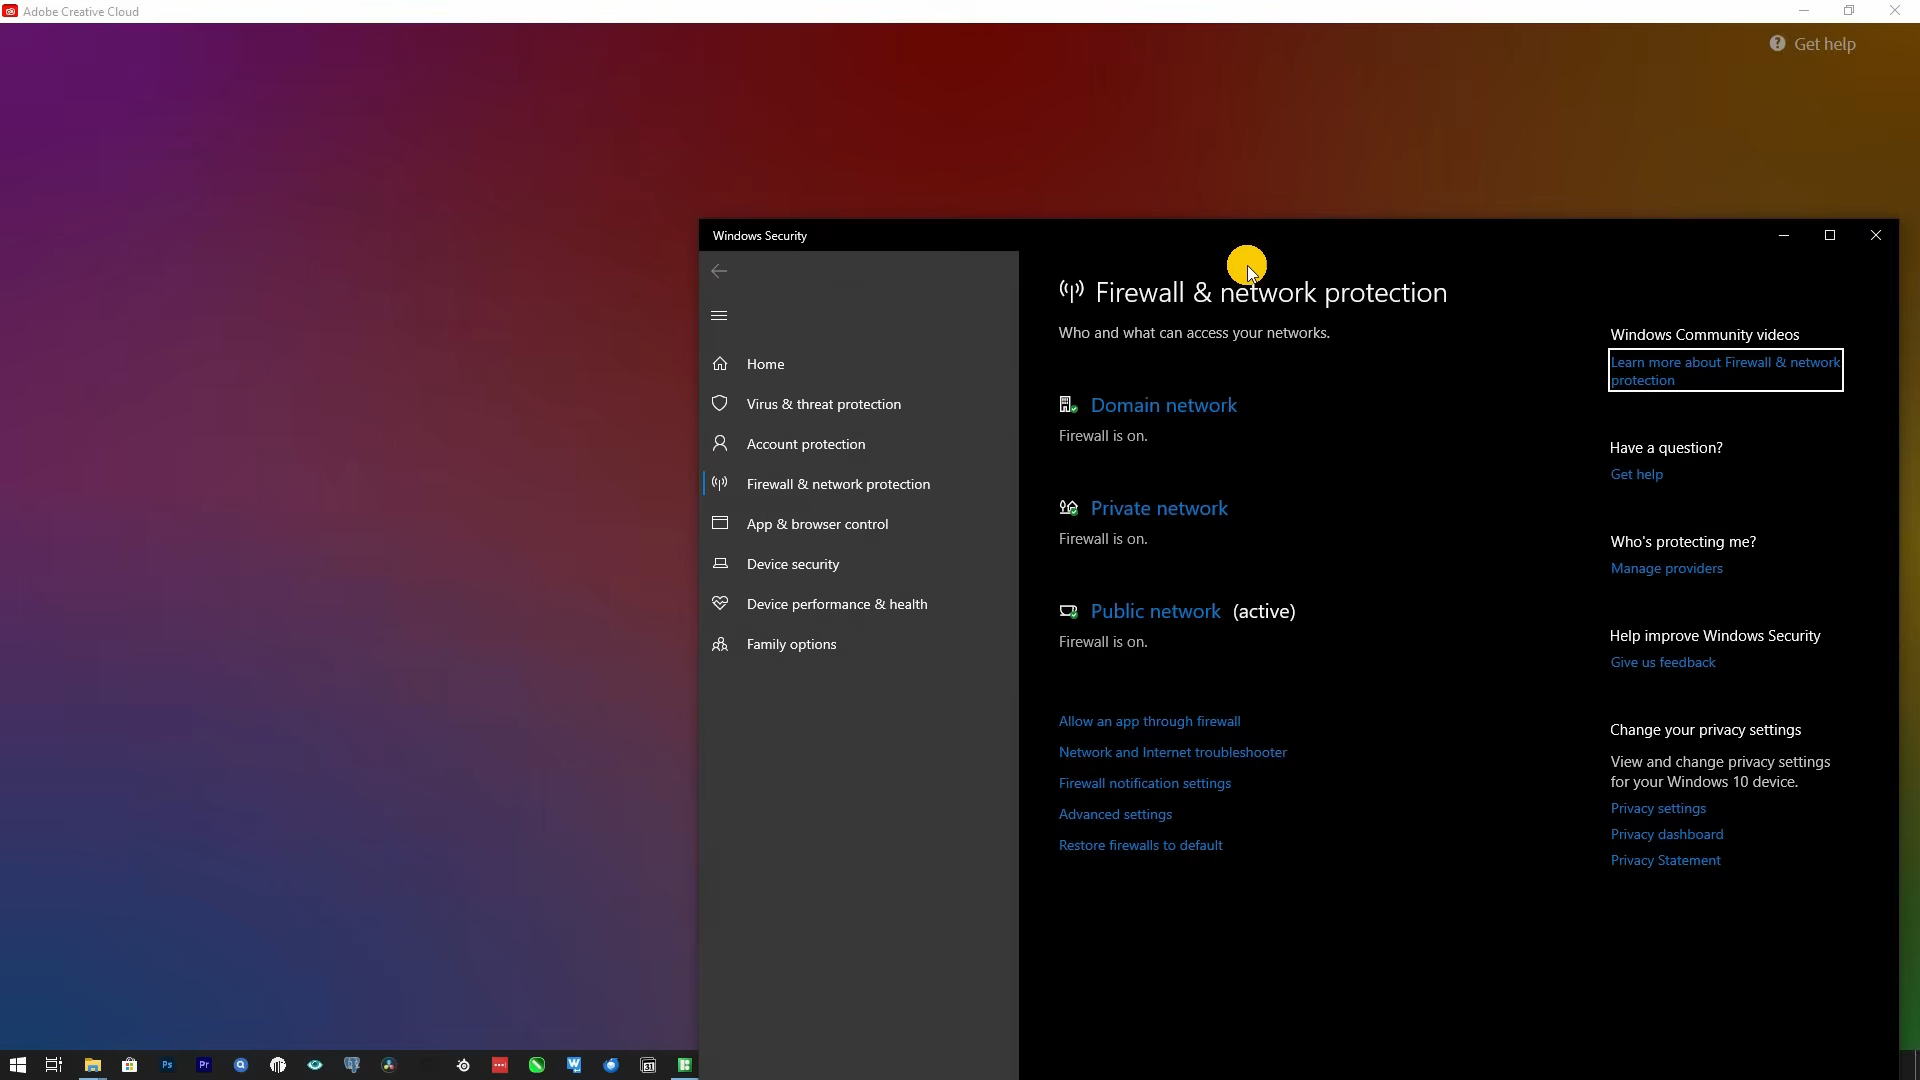 Adobe Creative Cloud
Get help
Windows Security
Home
Virus & threat protection
Account protection
Firewall & network protection
App & browser control
Device security
Device performance & health
Family options
Firewall & network protection
Who and what can access your networks.
Domain network
Firewall is on.
Private network
Firewall is on.
Public network (active)
Firewall is on.
Allow an app through firewall
Network and Internet troubleshooter
Firewall notification settings
Advanced settings
Restore firewalls to default
Windows Community videos
Learn more about Firewall & network
protection
Have a question?
Get help
Who's protecting me?
Manage providers
Help improve Windows Security
Give us feedback
Change your privacy settings
View and change privacy settings
for your Windows 10 device.
Privacy settings
Privacy dashboard
Privacy Statement
Ps
Pr
W
31